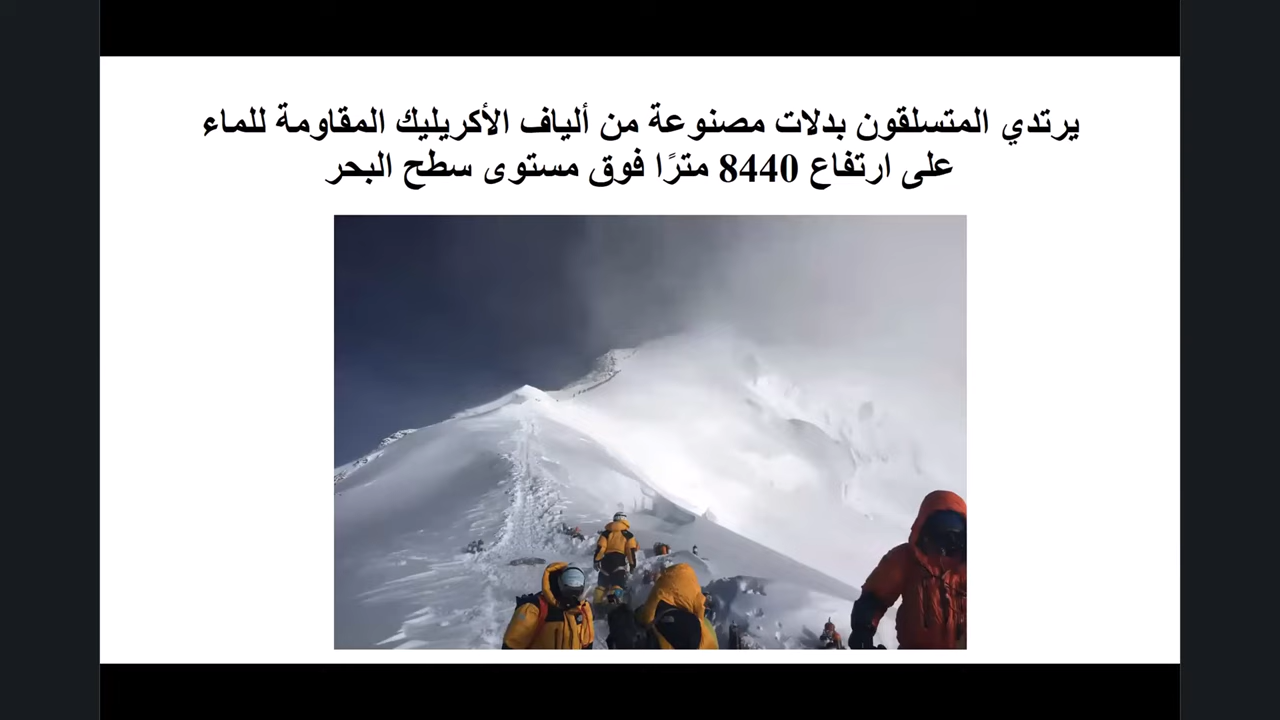 يرتدي المتسلقون بدلات مصنوعة من ألياف الأكريليك المقاومة للماء
على ارتفاع 8440 مترًا فوق مستوى سطح البحر